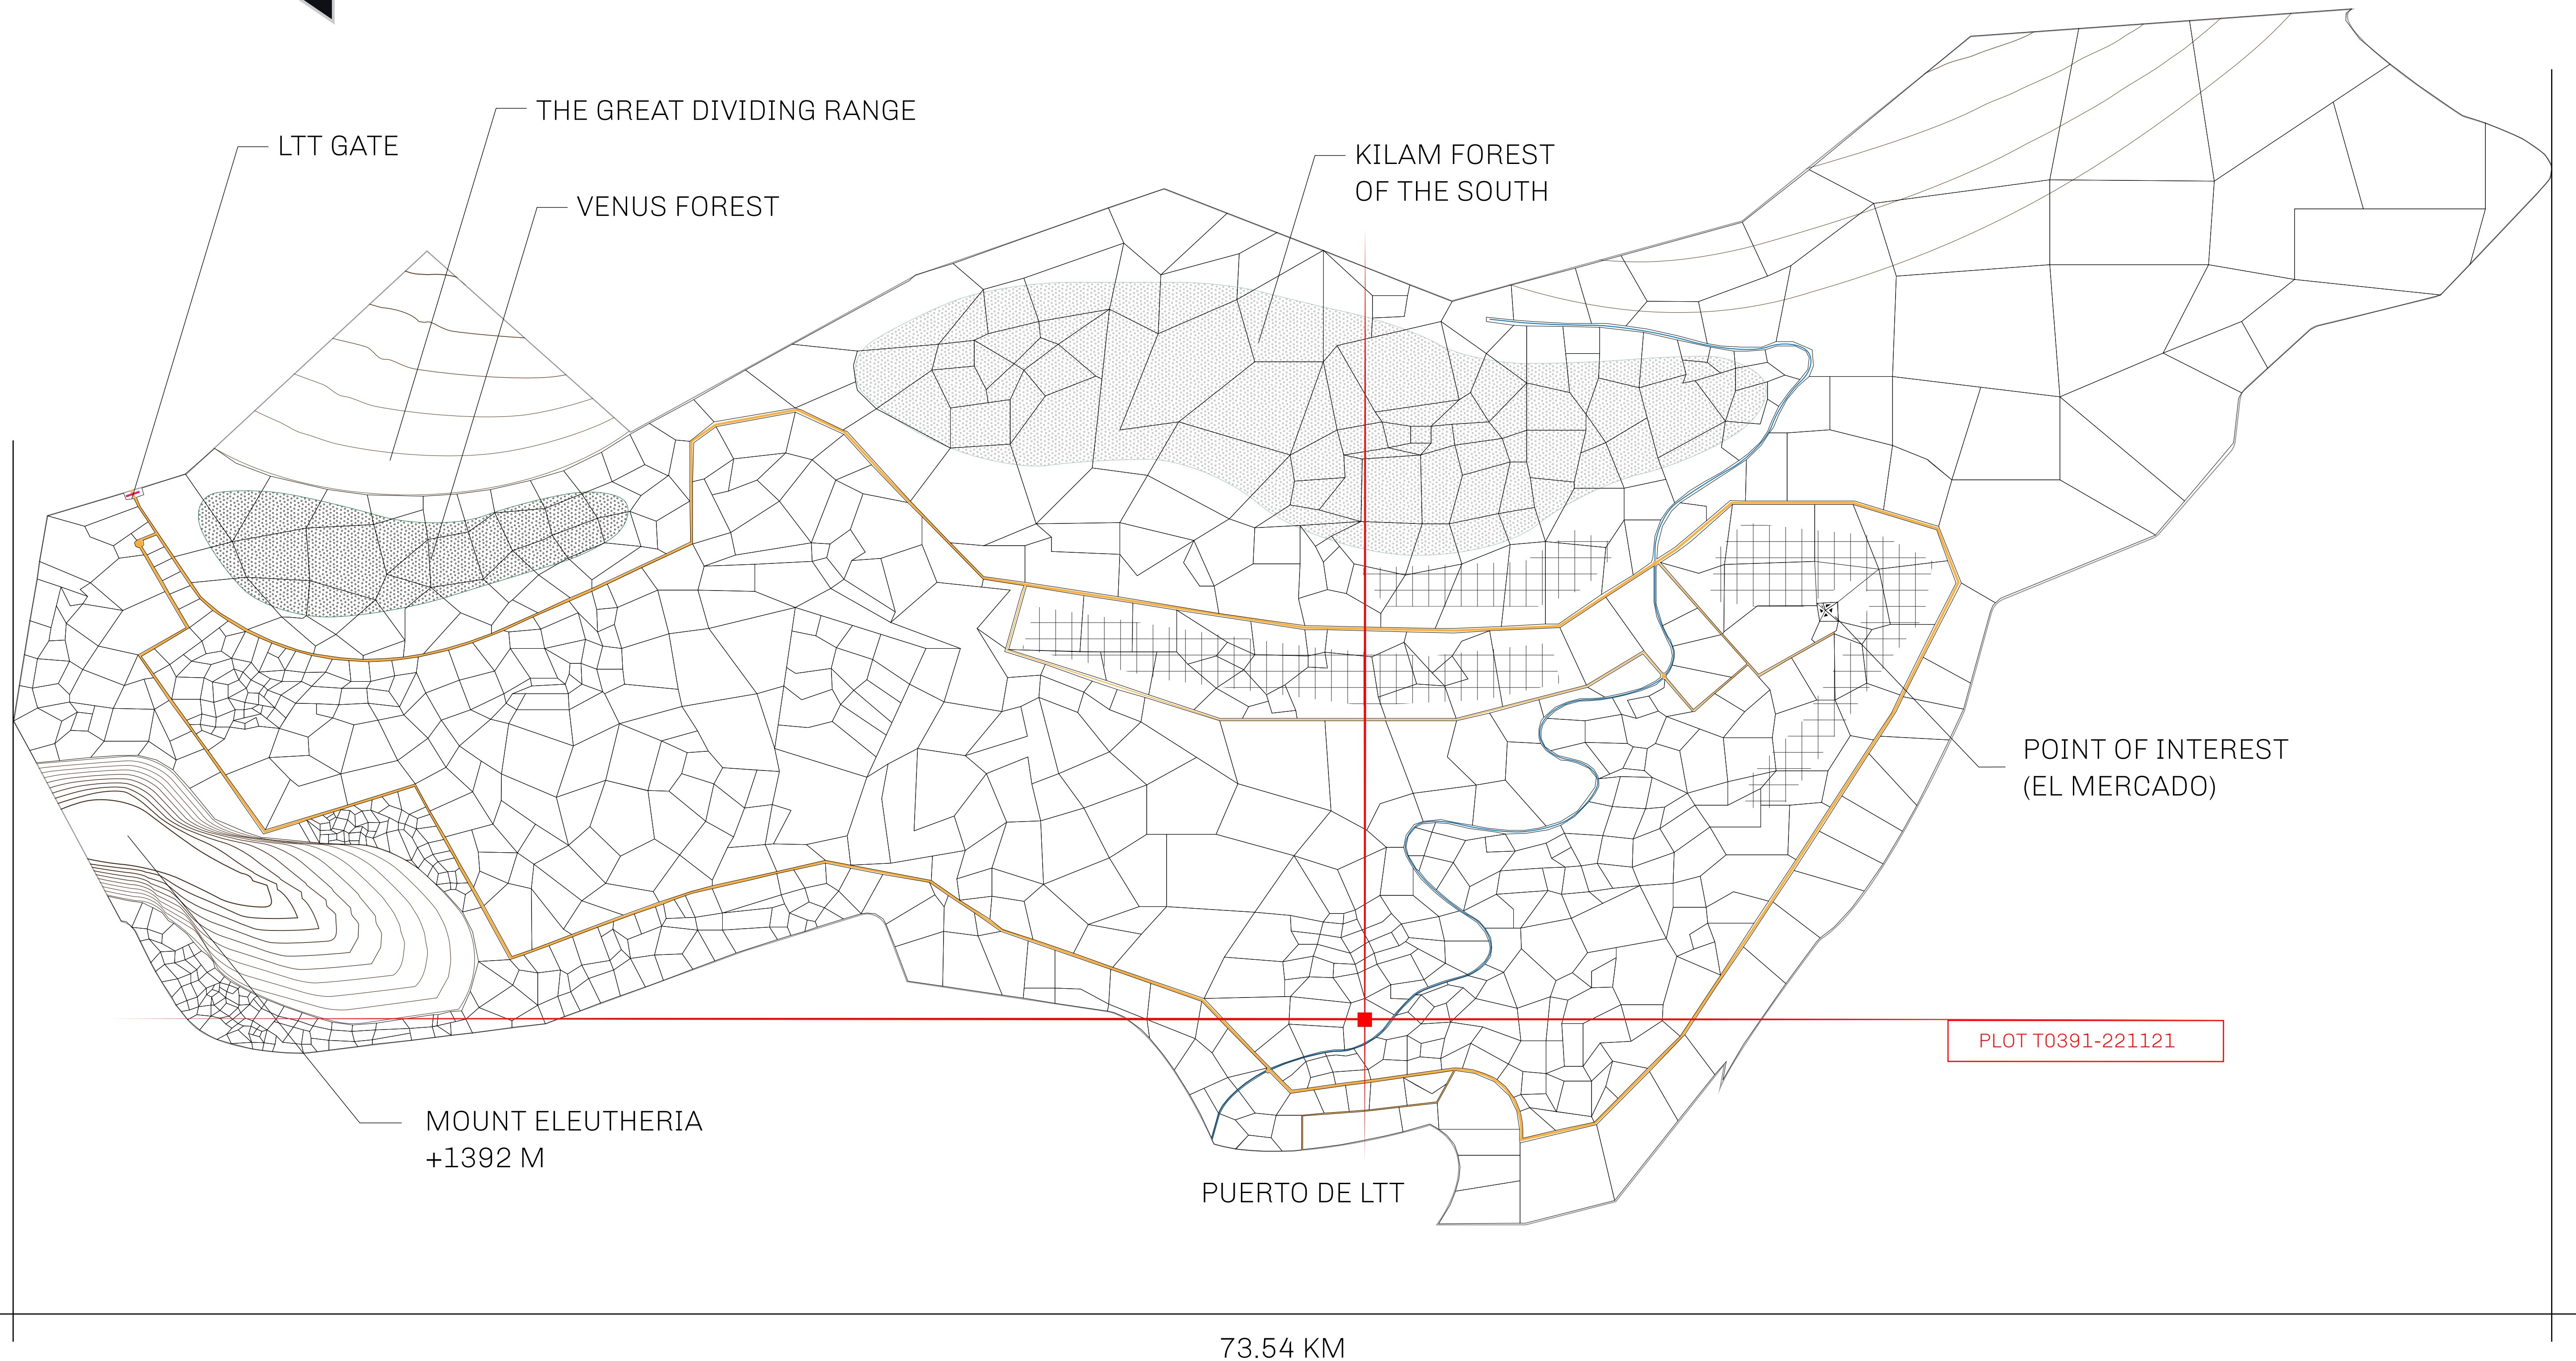 THE GREAT DIVIDING RANGE
LTT GATE
KILAM FOREST
OF THE SOUTH
VENUS FOREST
POINT OF INTEREST
(EL MERCADO)
PLOT T0391-221121
MOUNT ELEUTHERIA
+1392 M
PUERTO DE LTT
73.54 KM